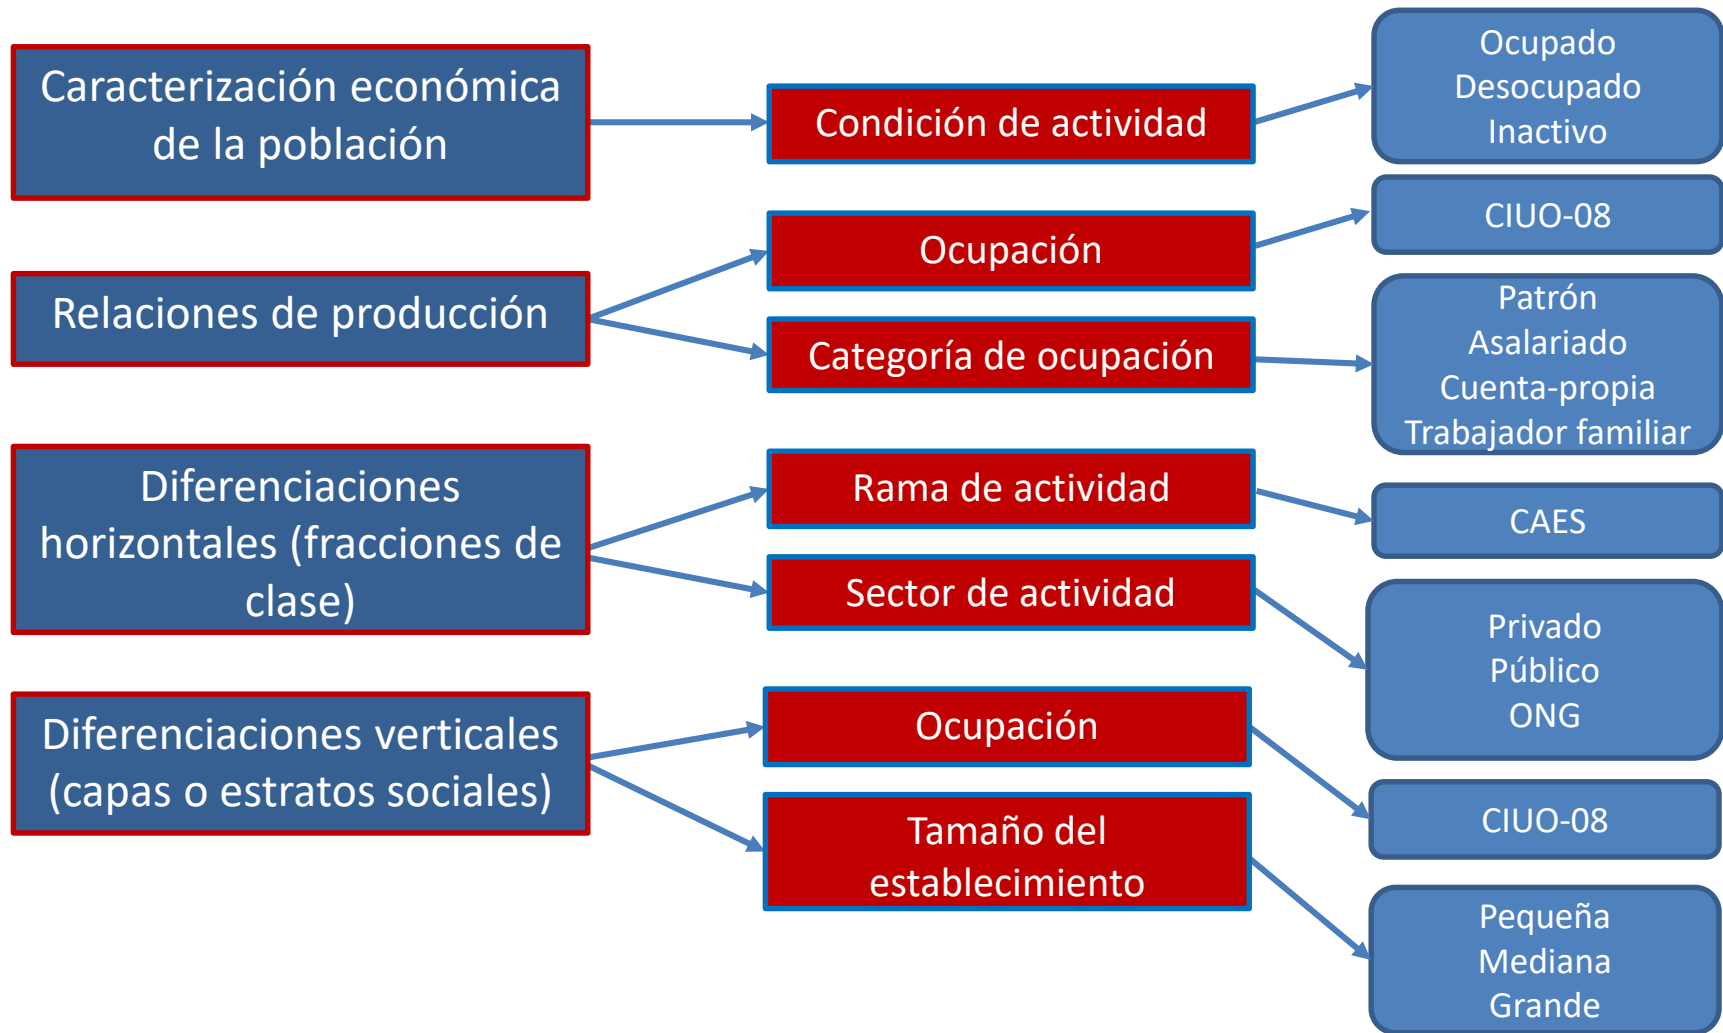 Caracterización económica
de la población
Condición de actividad
Ocupado
Desocupado
Inactivo
Relaciones de producción
Ocupación
CIUO-08
Categoría de ocupación
Patrón
Asalariado
Cuenta-propia
Trabajador familiar
Diferenciaciones
horizontales (fracciones de
clase)
Rama de actividad
CAES
Sector de actividad
Privado
Público
ONG
Diferenciaciones verticales
(capas o estratos sociales)
Ocupación
CIUO-08
Tamaño del
establecimiento
Pequeña
Mediana
Grande